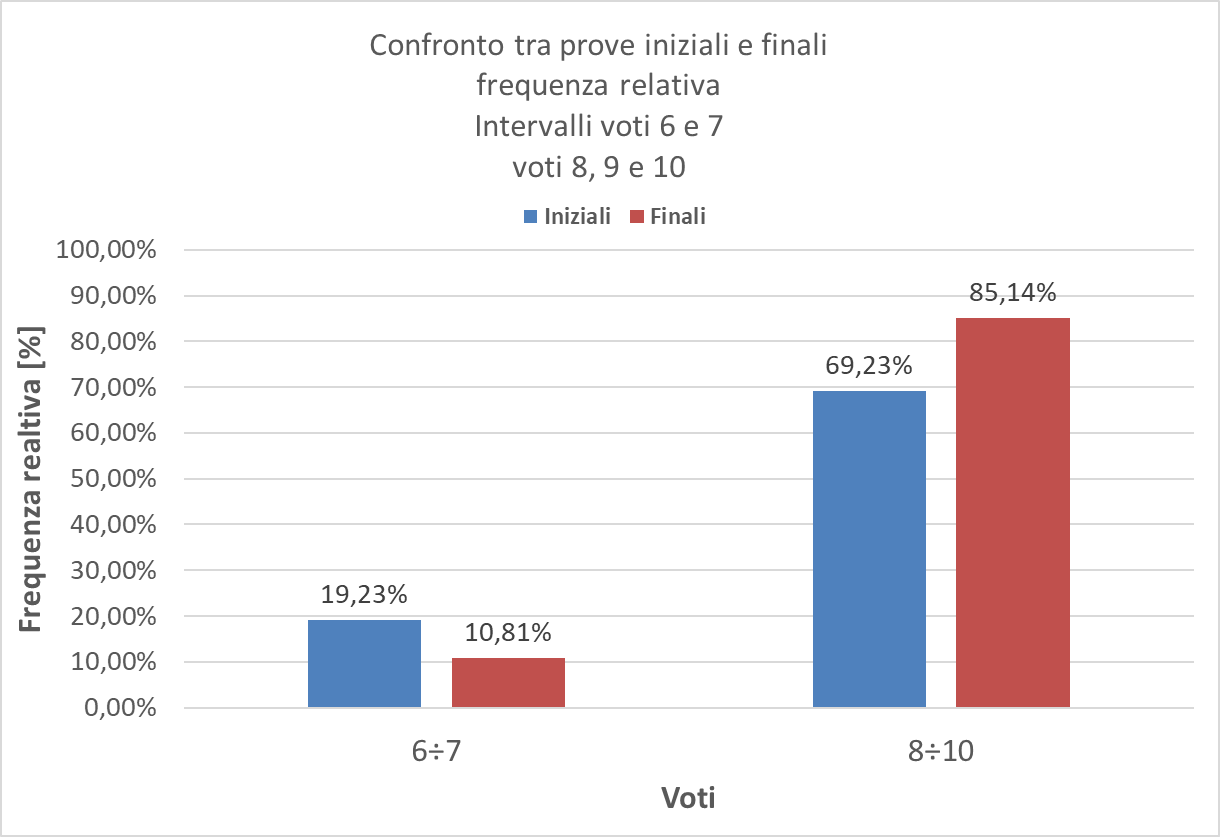 Confronto tra prove iniziali e finali
frequenza relativa
Intervalli voti 6 e 7
voti 8, 9 e 10
Iniziali Finali
100,00%
90,00%
80,00%
70,00%
60,00%
50,00%
40,00%
30,00%
20,00%
10,00%
0,00%
Frequenza realtiva [%]
19,23%
10,81%
69,23%
85,14%
6÷7 8÷10
Voti